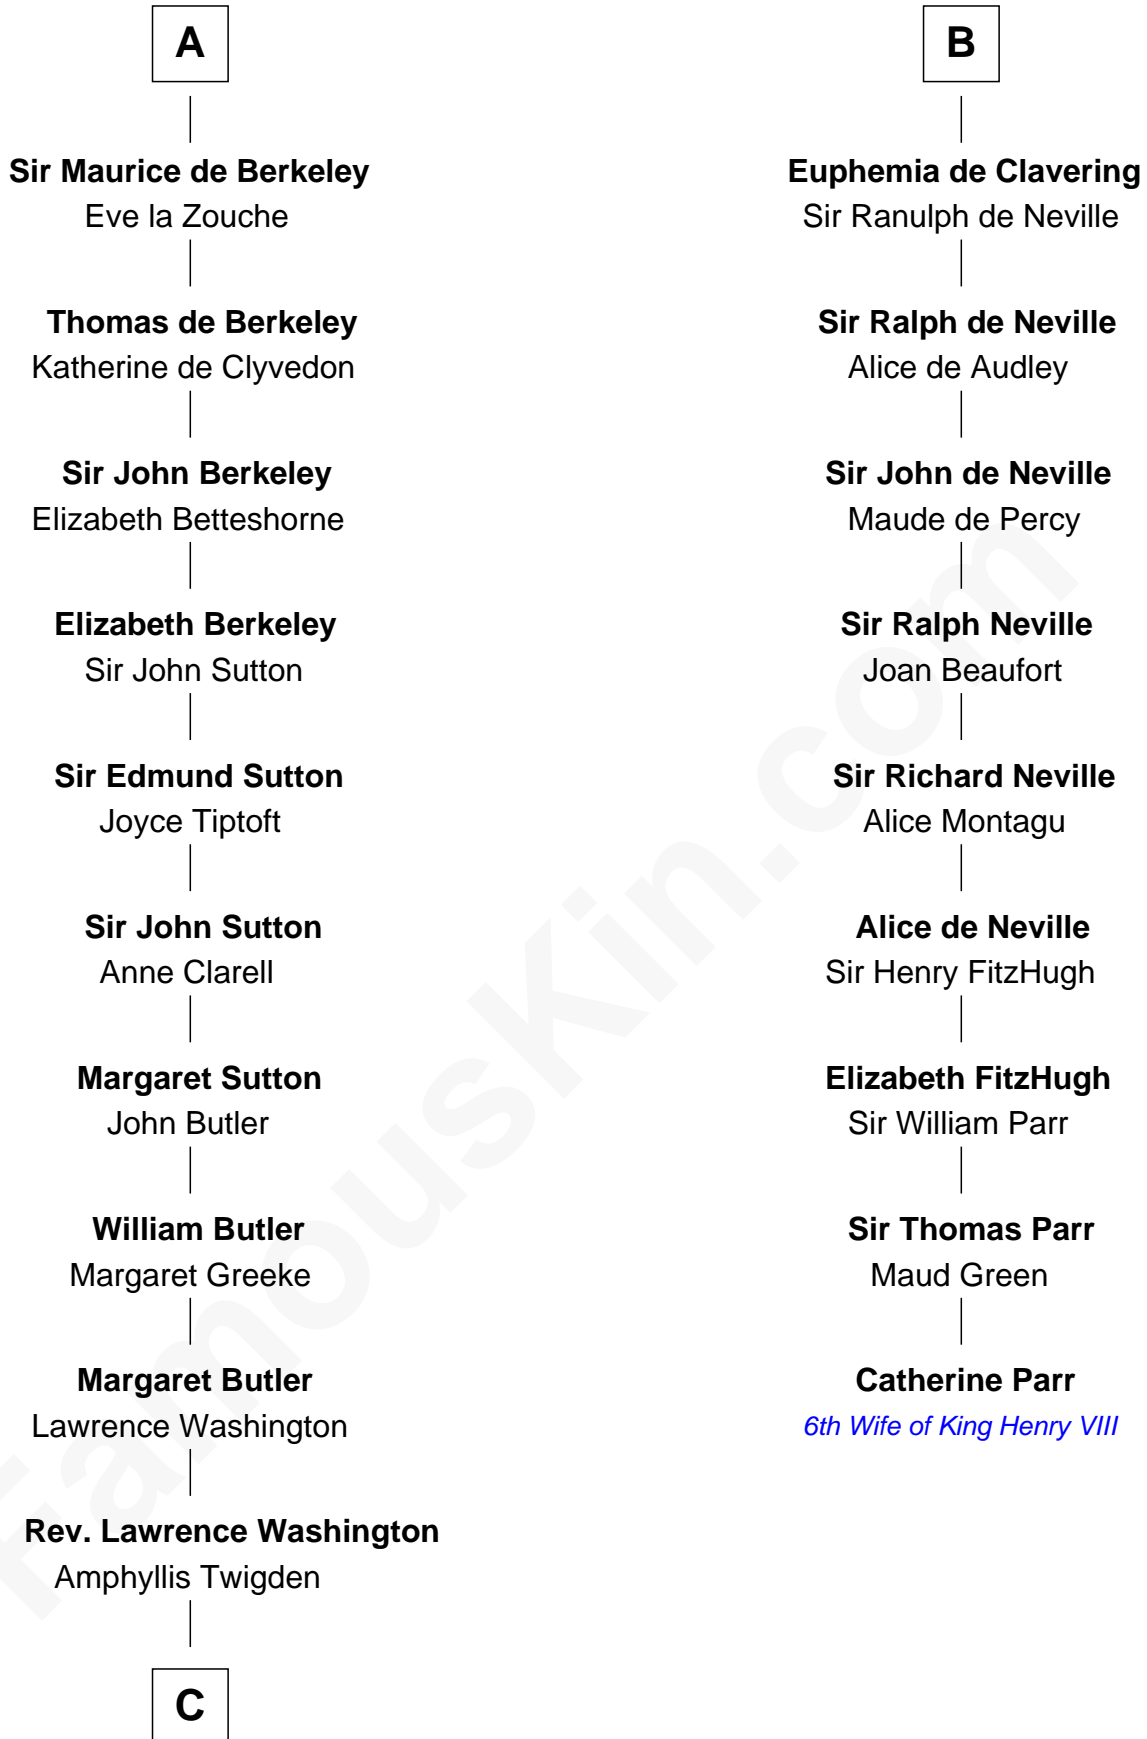 A
Sir Maurice de Berkeley
Eve la Zouche
Thomas de Berkeley
Katherine de Clyvedon
Sir John Berkeley
Elizabeth Betteshorne
Elizabeth Berkeley
Sir John Sutton
Sir Edmund Sutton
Joyce Tiptoft
Sir John Sutton
Anne Clarell
Margaret Sutton
John Butler
William Butler
Margaret Greeke
Margaret Butler
Lawrence Washington
Rev. Lawrence Washington
Amphyllis Twigden
C
B
Euphemia de Clavering
Sir Ranulph de Neville
Sir Ralph de Neville
Alice de Audley
Sir John de Neville
Maude de Percy
Sir Ralph Neville
Joan Beaufort
Sir Richard Neville
Alice Montagu
Alice de Neville
Sir Henry FitzHugh
Elizabeth FitzHugh
Sir William Parr
Sir Thomas Parr
Maud Green
Catherine Parr
6th Wife of King Henry VIII
FamousKin.com